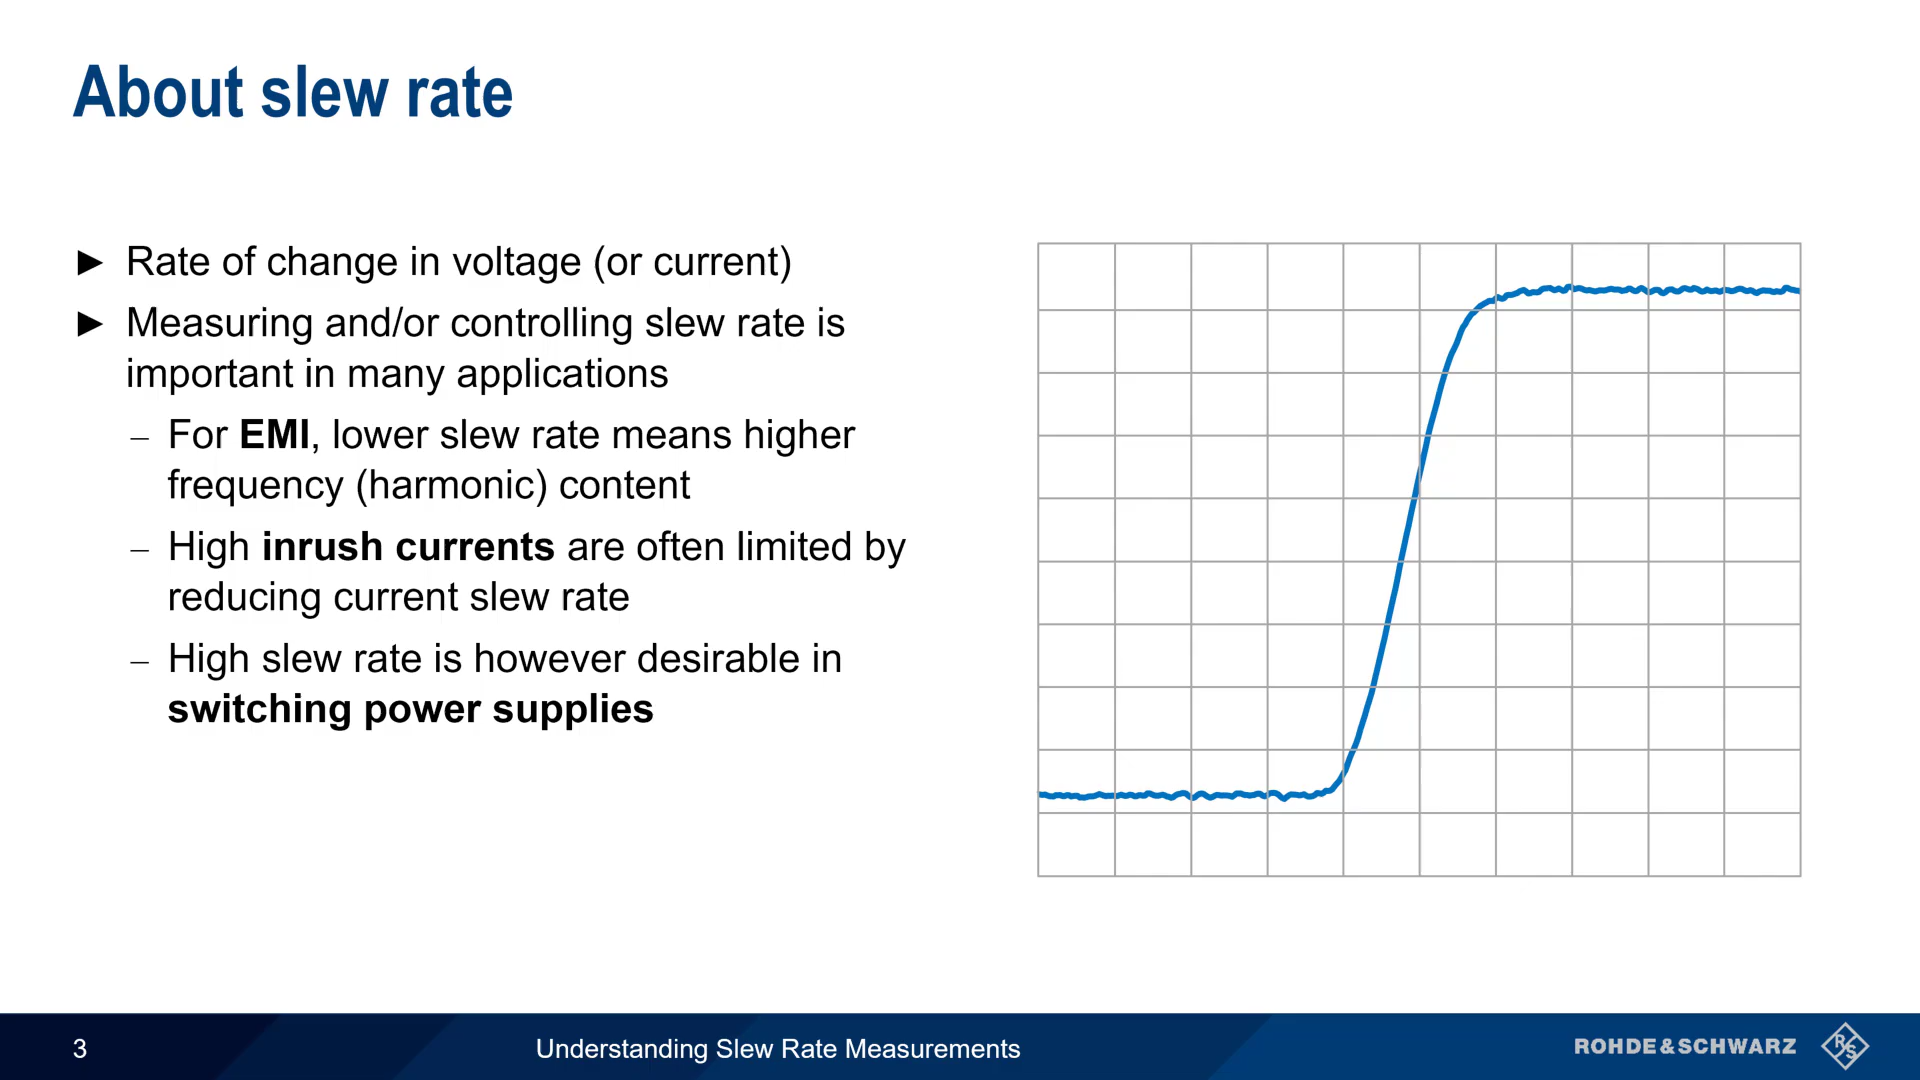 About slew rate
► Rate of change in voltage (or current)
► Measuring and/or controlling slew rate is
important in many applications
– For EMI, lower slew rate means higher
frequency (harmonic) content
– High inrush currents are often limited by
reducing current slew rate
– High slew rate is however desirable in
switching power supplies
3
Understanding Slew Rate Measurements
ROHDE&SCHWARZ
R&S